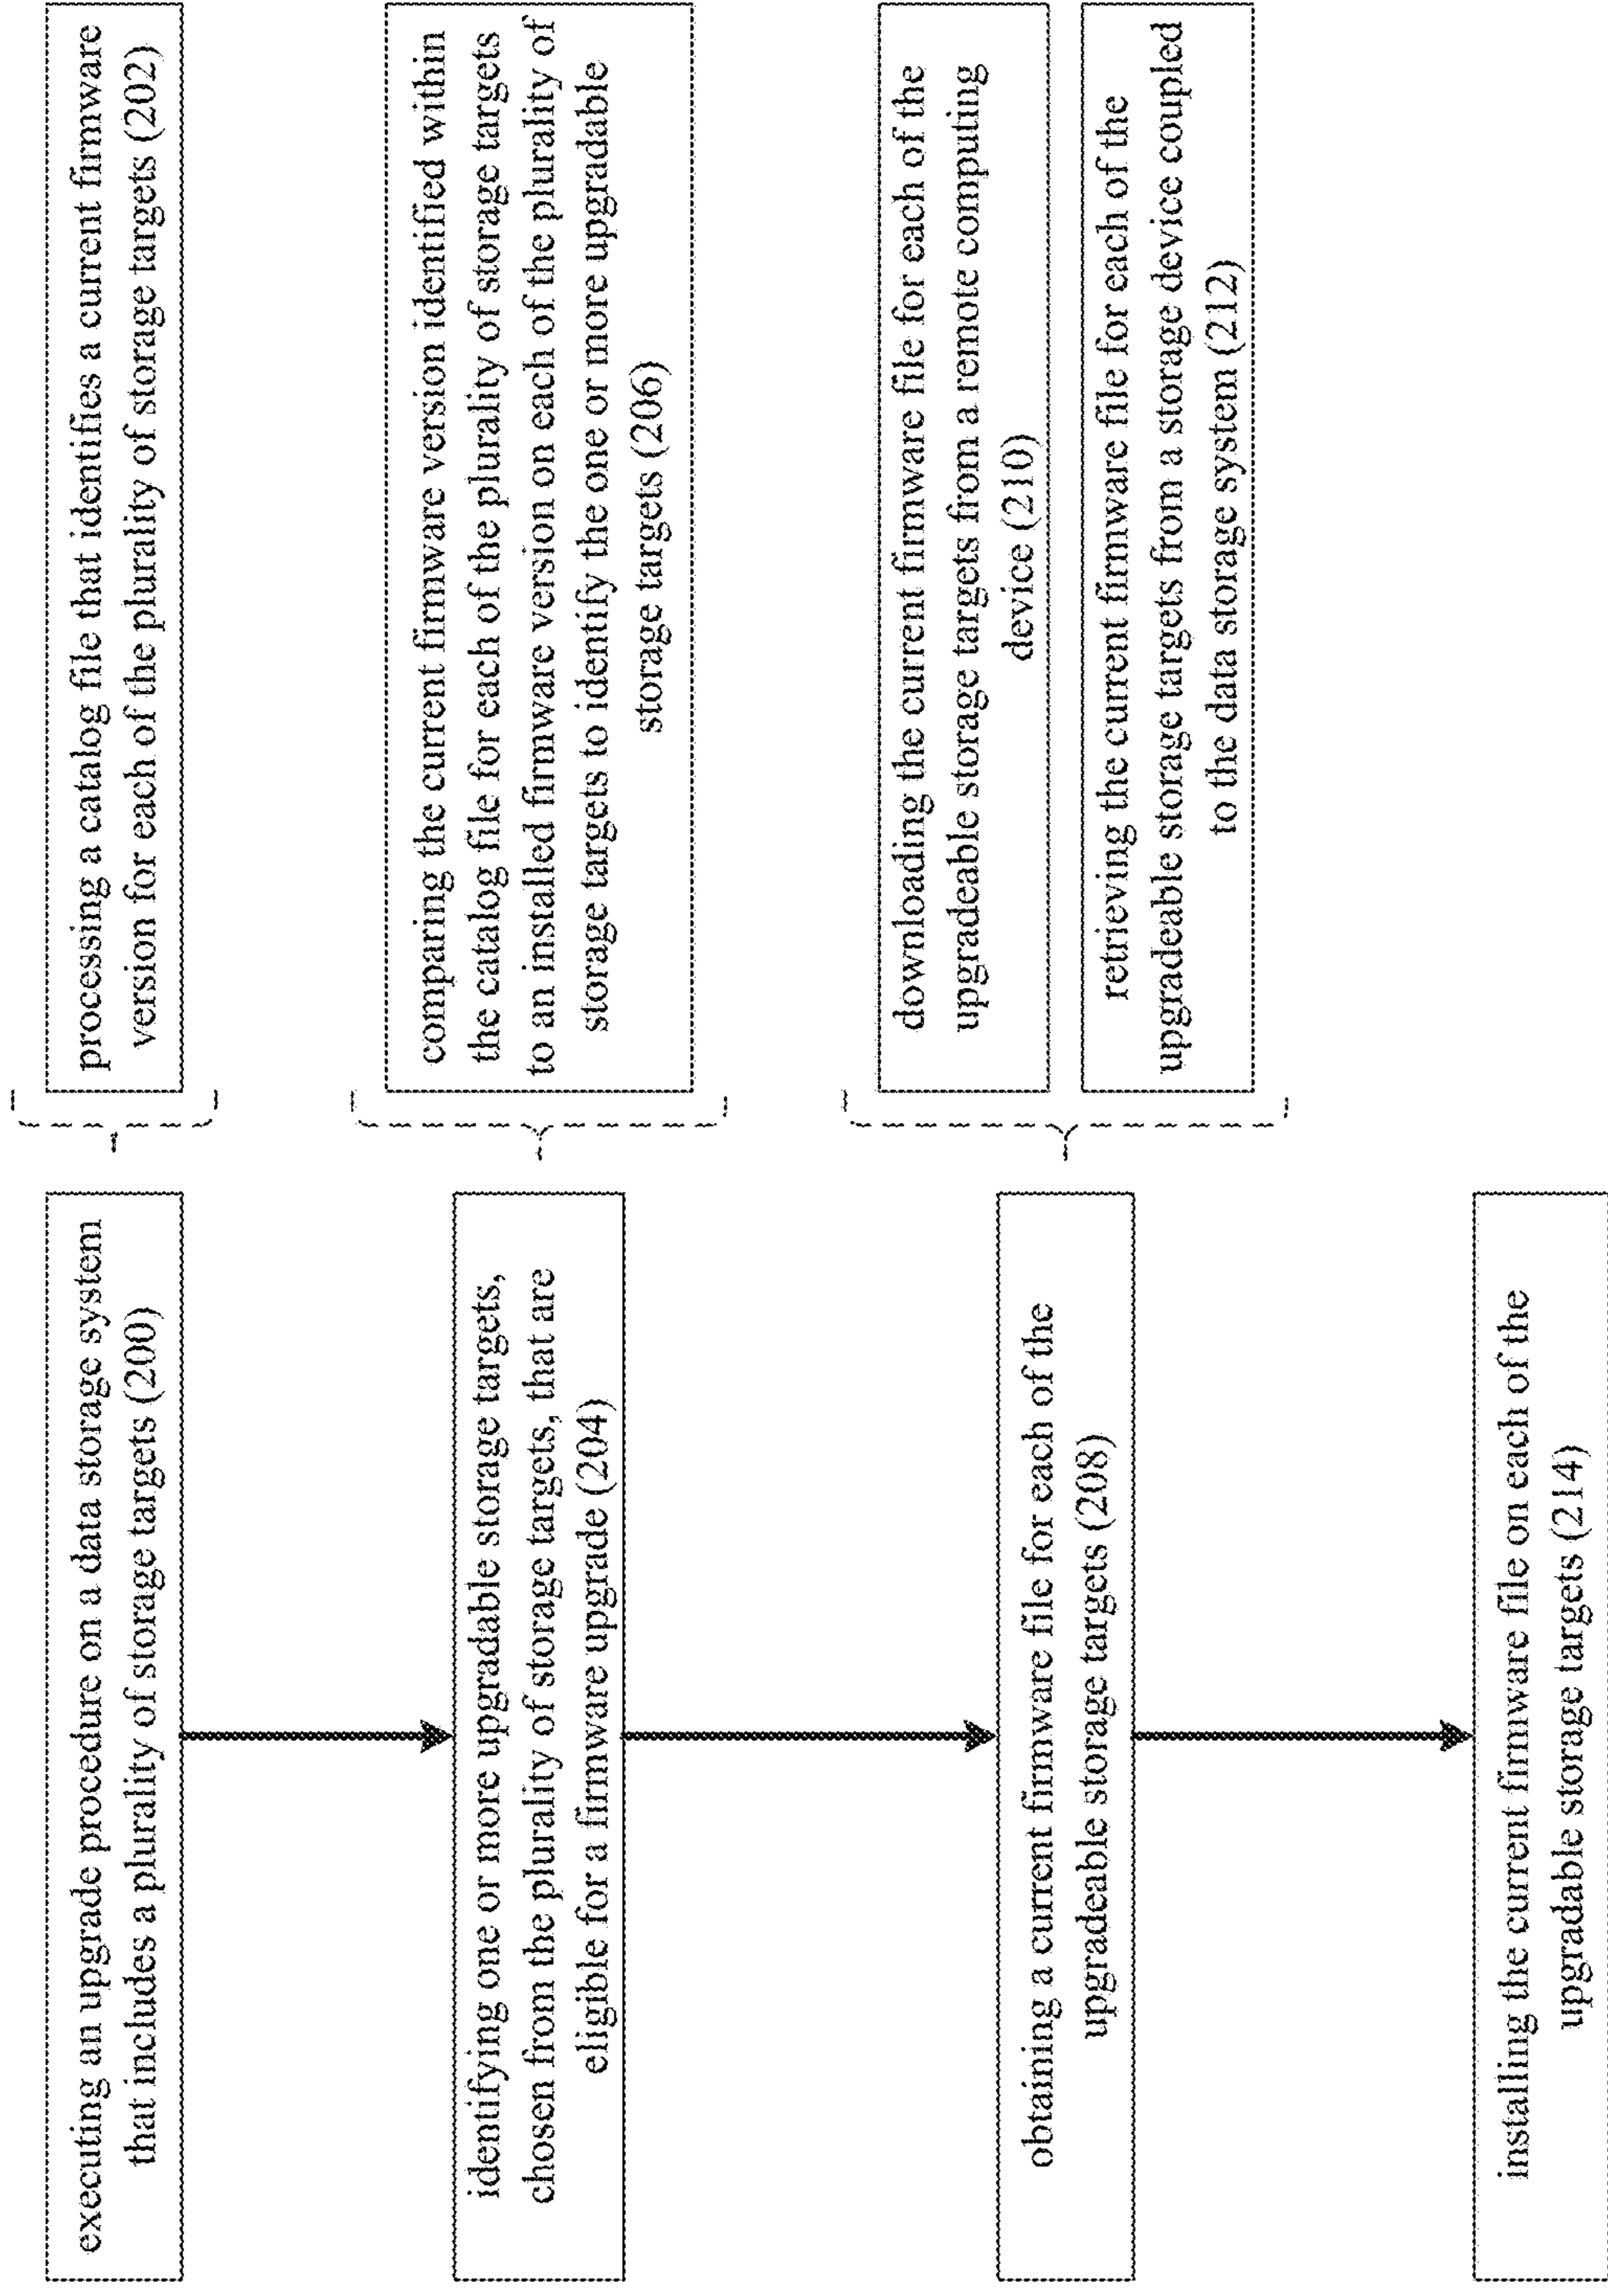 executing an upgrade procedure on a data storage system
that includes a plurality of storage targets (200)
processing a catalog file that identifies a current firmware
version for each of the plurality of storage targets (202)
identifying one or more upgradable storage targets,
chosen from the plurality of storage targets, that are
eligible for a firmware upgrade (204)
comparing the current firmware version identified within
the catalog file for each of the plurality of storage targets
to an installed firmware version on each of the plurality of
storage targets to identify the one or more upgradable
storage targets (206)
obtaining a current firmware file for each of the
upgradeable storage targets (208)
downloading the current firmware file for each of the
upgradeable storage targets from a remote computing
device (210)
retrieving the current firmware file for each of the
upgradeable storage targets from a storage device coupled
to the data storage system (212)
installing the current firmware file on each of the
upgradable storage targets (214)